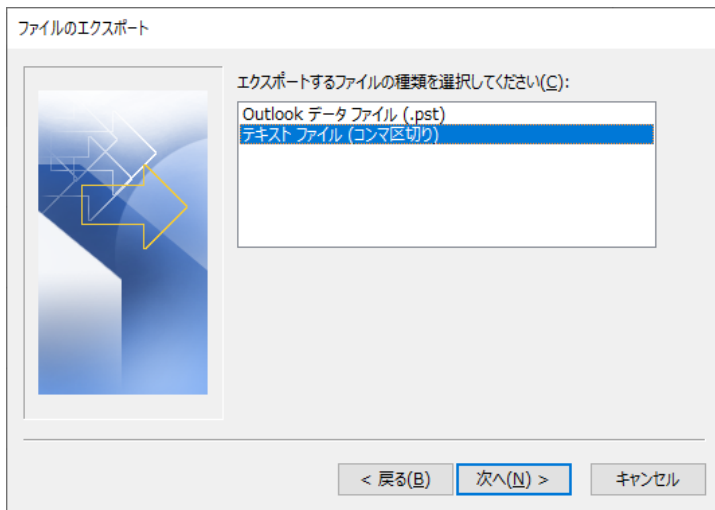 ファイルのエクスポート
エクスポートするファイルの種類を選択してください(C):
Outlook データ ファイル (.pst)
テキスト ファイル (コンマ区切り)
< 戻る(B)
次へ(N) >
キャンセル